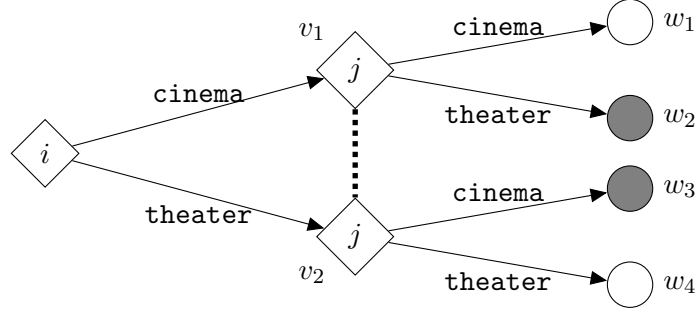 v1
cinema
w1
j
cinema
theater
w2
i
w3
cinema
theater
j
theater
w4
v2